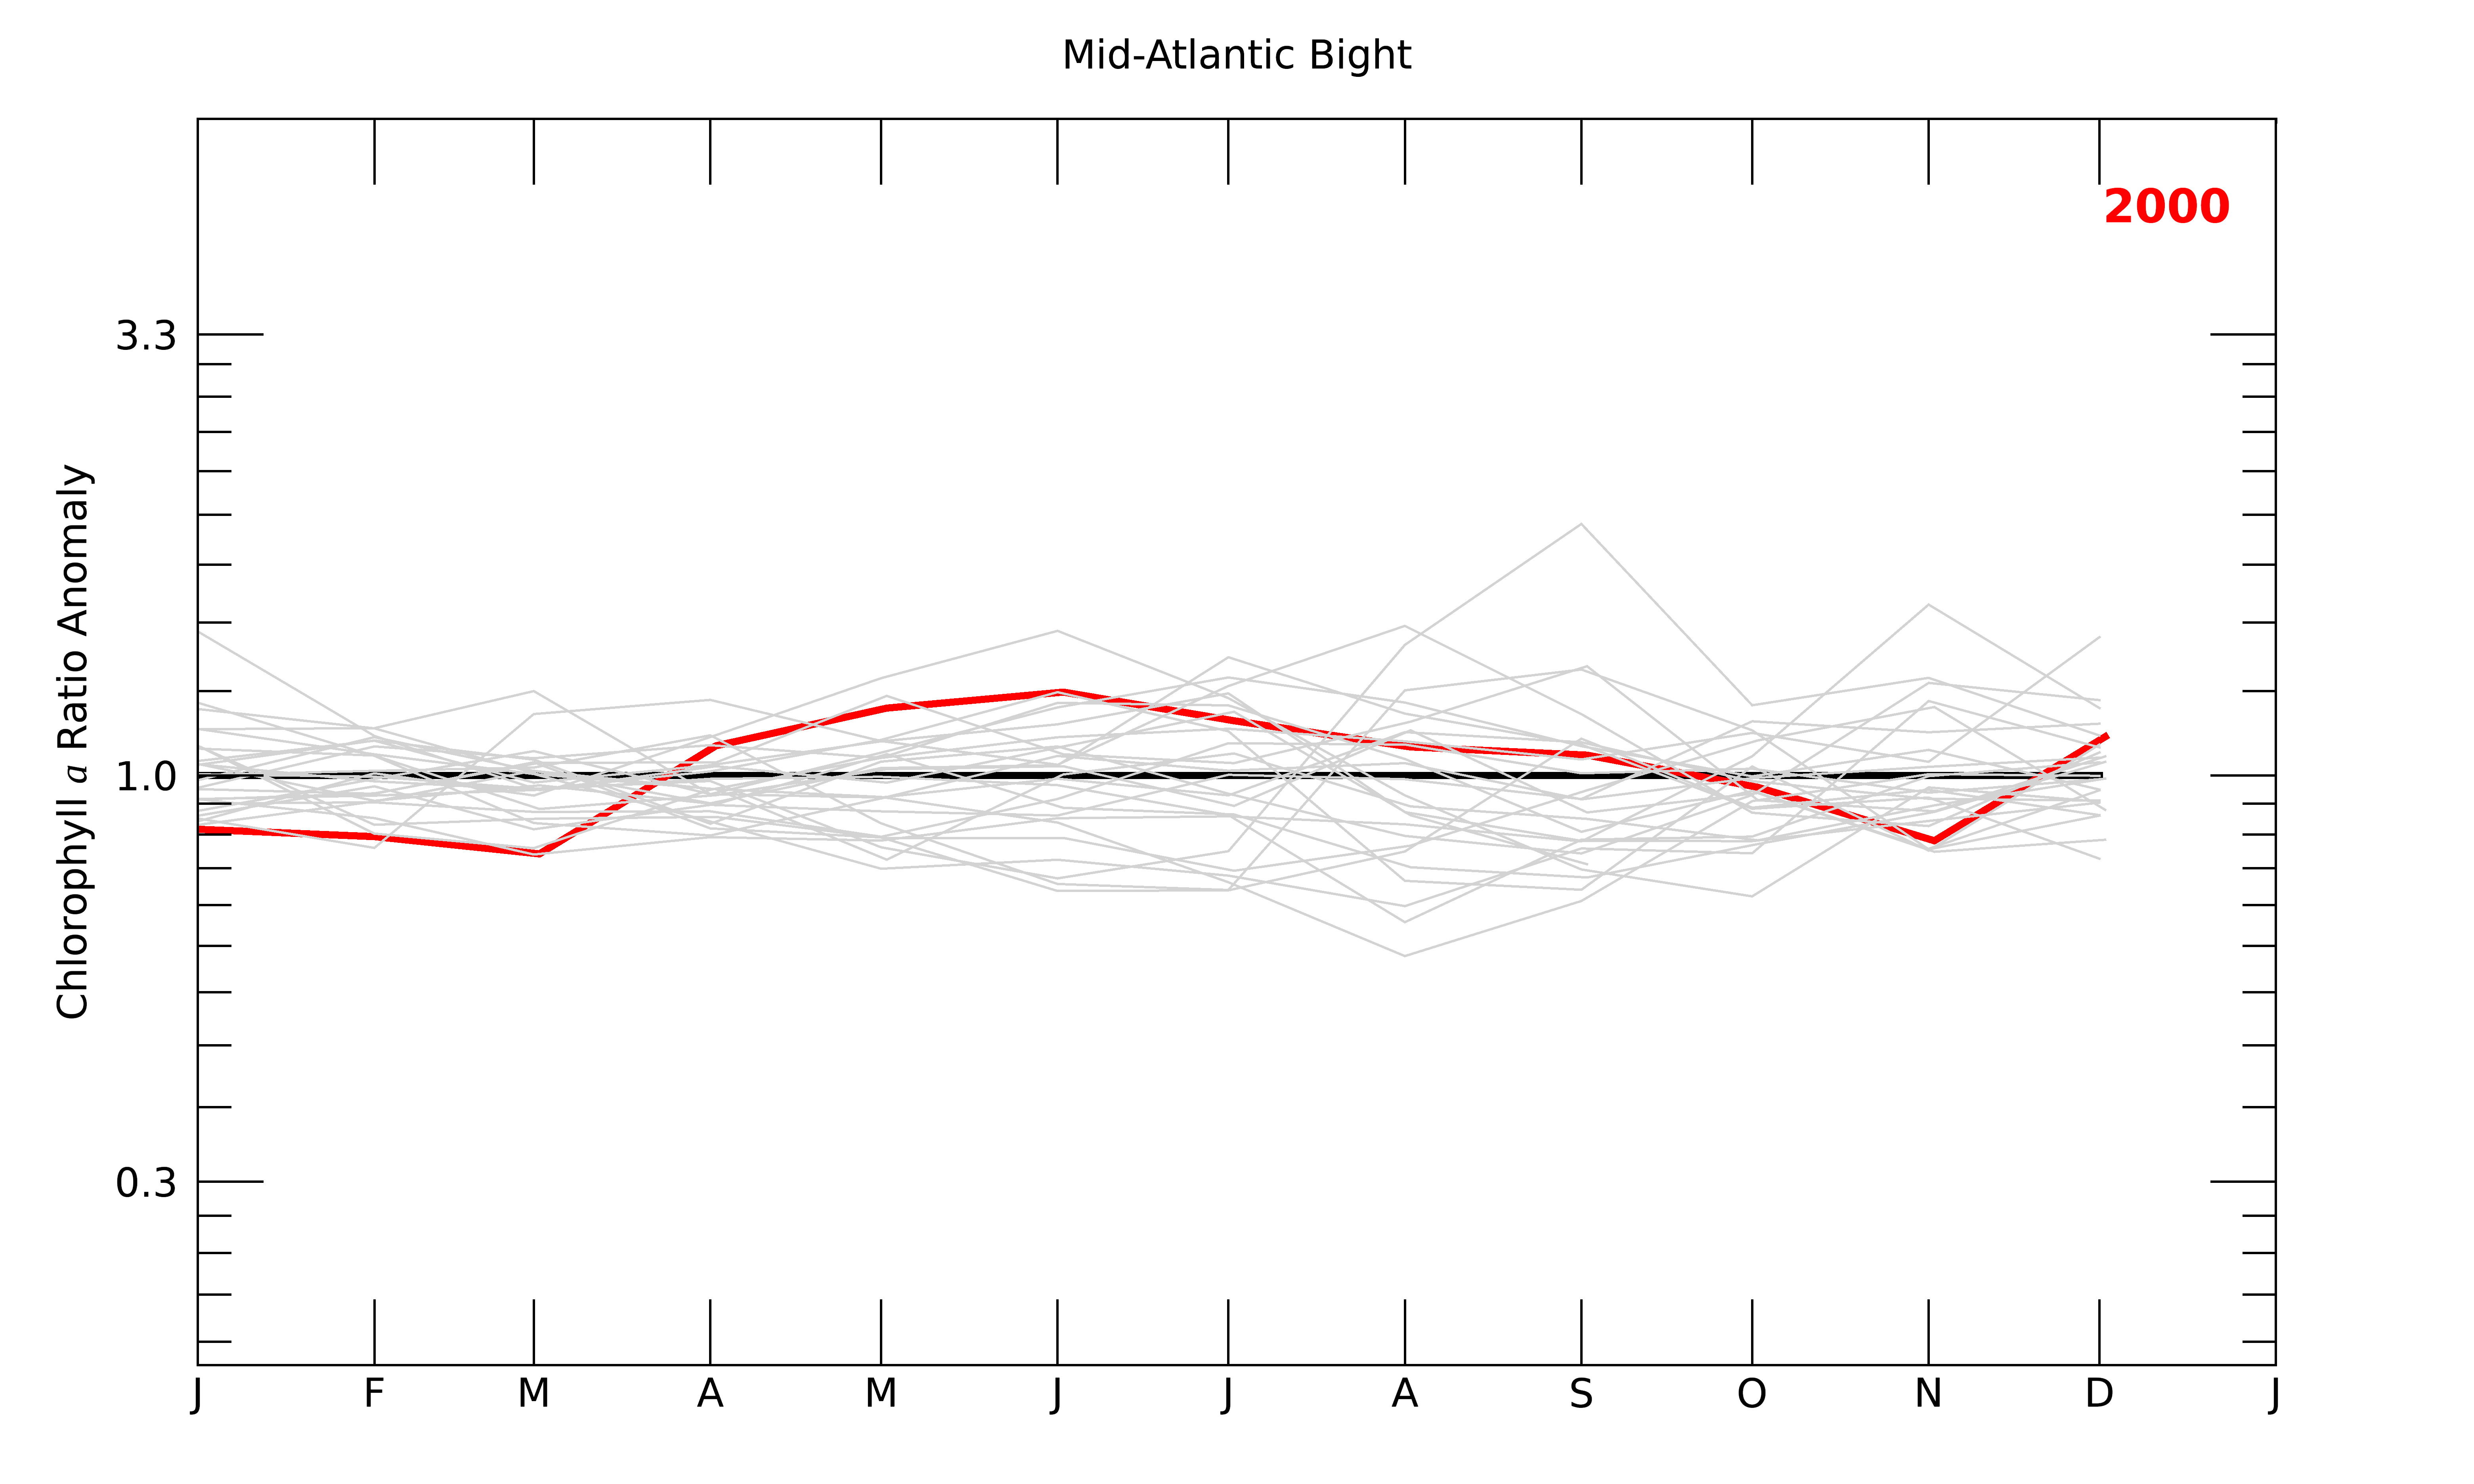 Mid-Atlantic Bight
2000
Chlorophyll a Ratio Anomaly
3.3
1.0
0.3
J F M A M J J A S O N D J